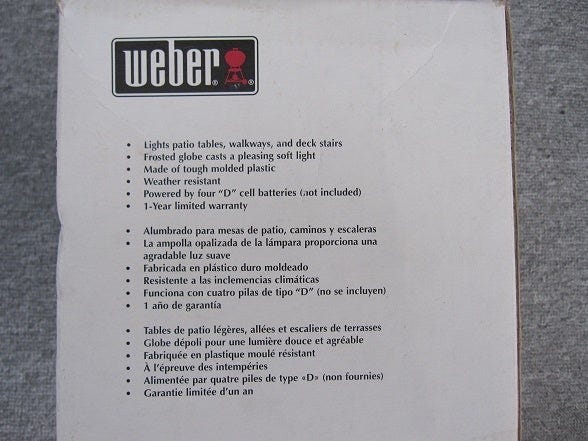 weber
• Lights patio tables, walkways, and deck stairs
• Frosted globe casts a pleasing soft light
• Made of tough molded plastic
• Weather resistant
• Powered by four “D” cell batteries (not included)
• 1-Year limited warranty
• Alumbrado para mesas de patio, caminos y escaleras
• La ampolla opalizada de la lámpara proporciona una
agradable luz suave
• Fabricada en plástico duro moldeado
• Resistente a las inclemencias climáticas
• Funciona con cuatro pilas de tipo “D” (no se incluyen)
• 1 año de garantía
• Tables de patio légères, allées et escaliers de terrasses
• Globe dépoli pour une lumière douce et agréable
• Fabriquée en plastique moulé résistant
• À l’épreuve des intempéries
• Alimentée par quatre piles de type «D» (non fournies)
• Garantie limitée d’un an